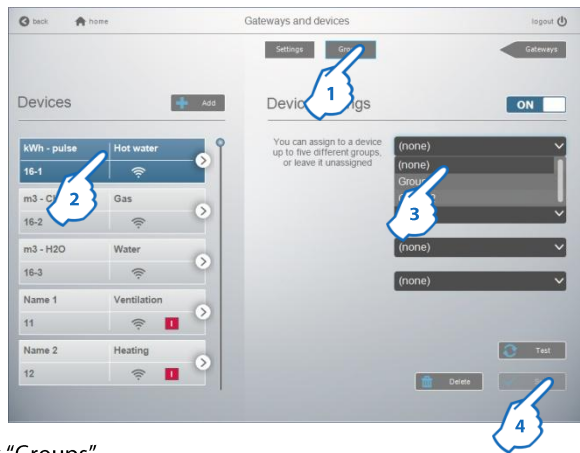 back home Gateways and devices logout
Settings Gateways
Devices Add ON
You can assign to a device
up to five different groups,
or leave it unassigned
(none)
(none)
(none)
(none)
kWh - pulse Hot water
16-1
Gas
16-2
m3 - H2O Water
16-3
Name 1 Ventilation
11 I
Name 2 Heating
12 I
Test
Delete
1
2
3
4
"Groups"